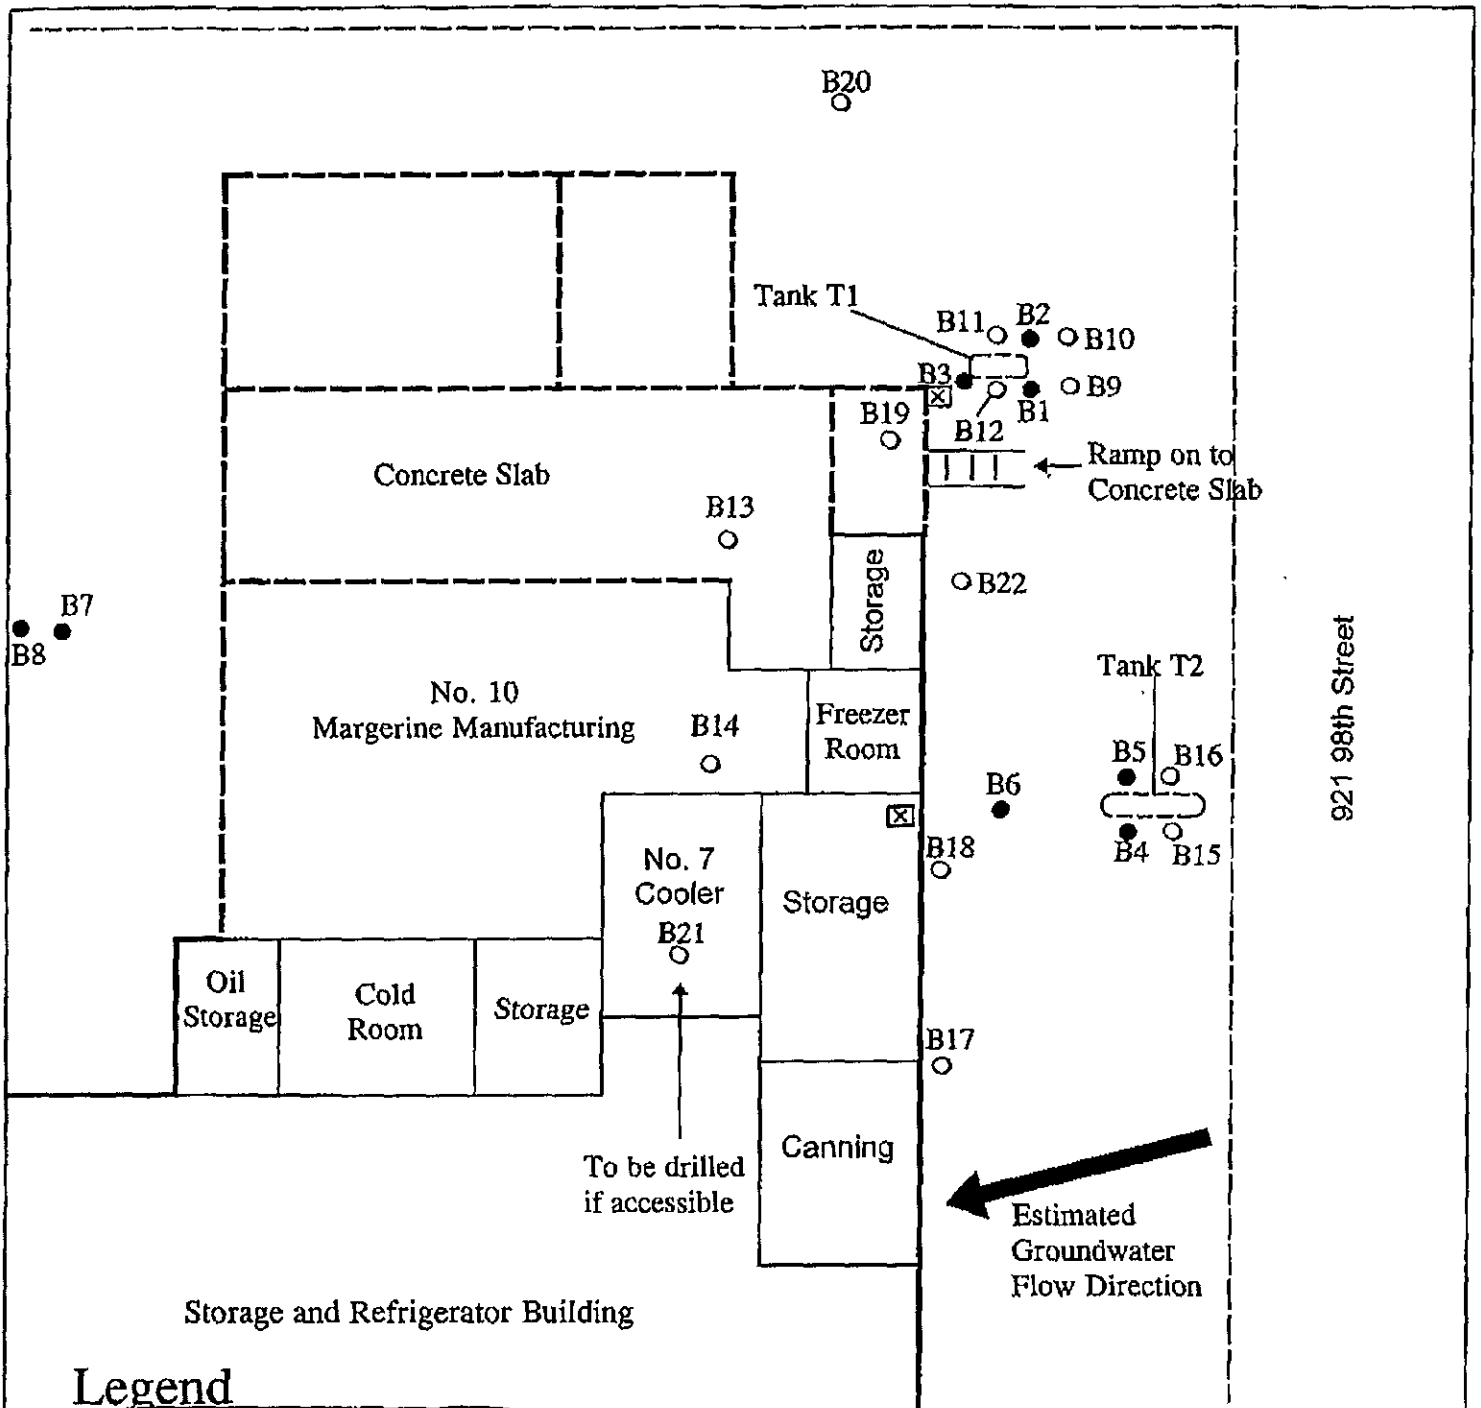 B20
Tank T1
B11
B2
B10
B3
B9
B19
B12
B1
Concrete Slab
Ramp on to
Concrete Slab
B13
Storage
B22
B7
B8
Tank T2
No. 10
Margerine Manufacturing
B14
Freezer
Room
921 98th Street
B5
B16
B6
B4
B15
No. 7
Cooler
B18
Storage
B21
Oil
Storage
Cold
Room
Storage
B17
Canning
To be drilled
if accessible
Estimated
Groundwater
Flow Direction
Storage and Refrigerator Building
Legend